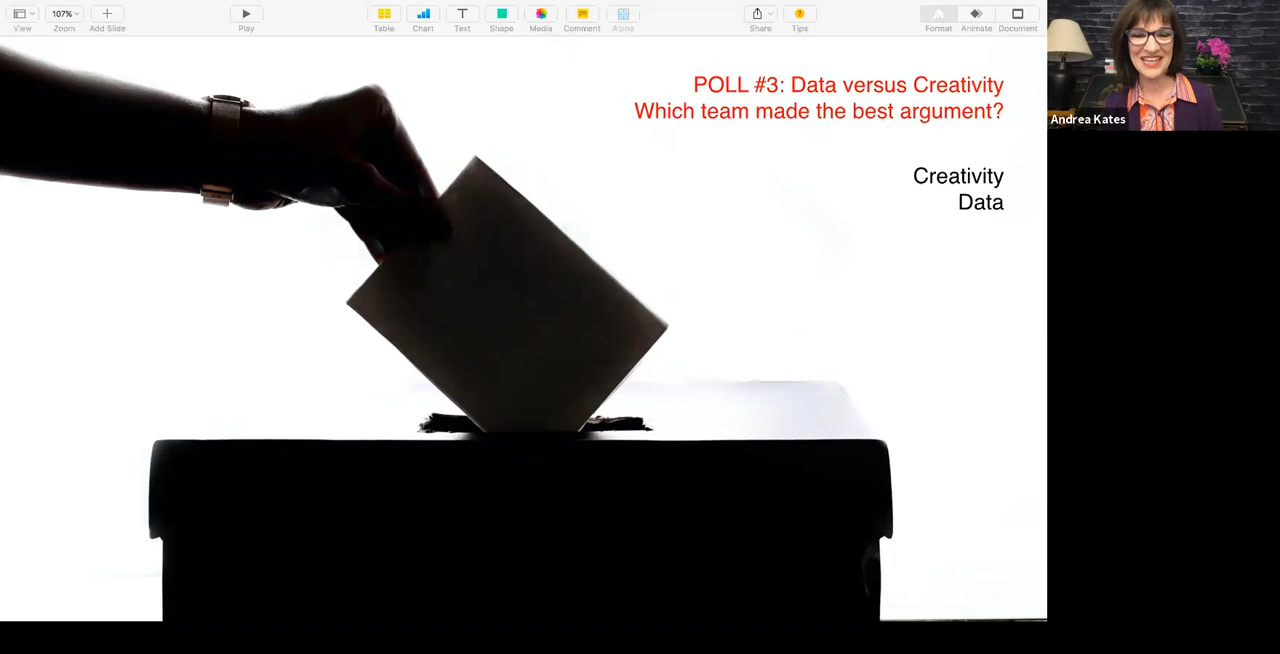 107%
View
Zoom
Add Slide
Play
Table
Chart
Text
Shape
Media
Comment
Alpha
Share
Tips
Format
Animate
Document
POLL #3: Data versus Creativity
Which team made the best argument?
Creativity
Data
Andrea Kates